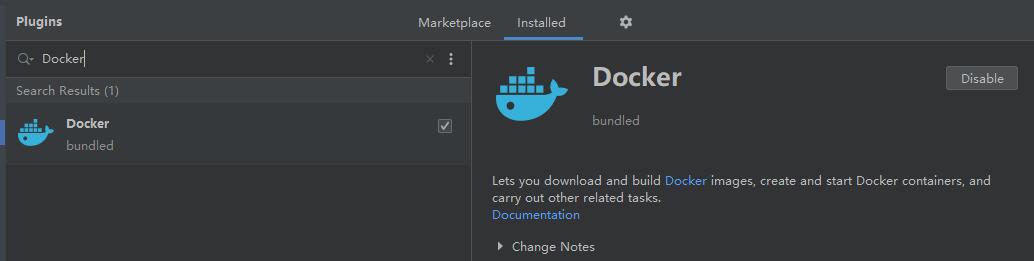 Plugins
Marketplace
Installed
Docker
Search Results (1)
Docker
bundled
Docker
bundled
Disable
Lets you download and build Docker images, create and start Docker containers, and
carry out other related tasks.
Documentation
Change Notes